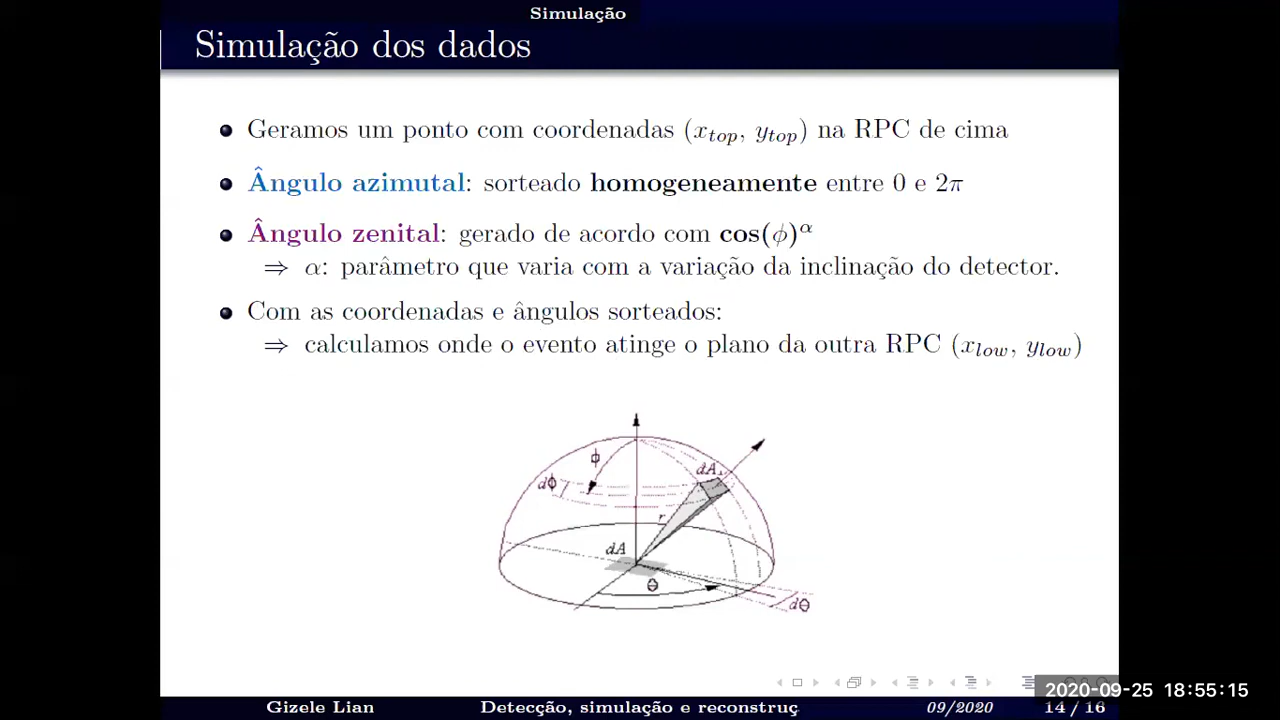 Simulação
Simulação dos dados
Geramos um ponto com coordenadas (x_top, y_top) na RPC de cima
Ângulo azimutal: sorteado homogeneamente entre 0 e 2π
Ângulo zenital: gerado de acordo com cos(ϕ)^α
⇒ α: parâmetro que varia com a variação da inclinação do detector.
Com as coordenadas e ângulos sorteados:
⇒ calculamos onde o evento atinge o plano da outra RPC (x_low, y_low)
ϕ
dA
dϕ
r
dA
θ
dθ
2020-09-25 18:55:15
Gizele Lian Detecção, simulação e reconstruç 09/2020 14 / 16